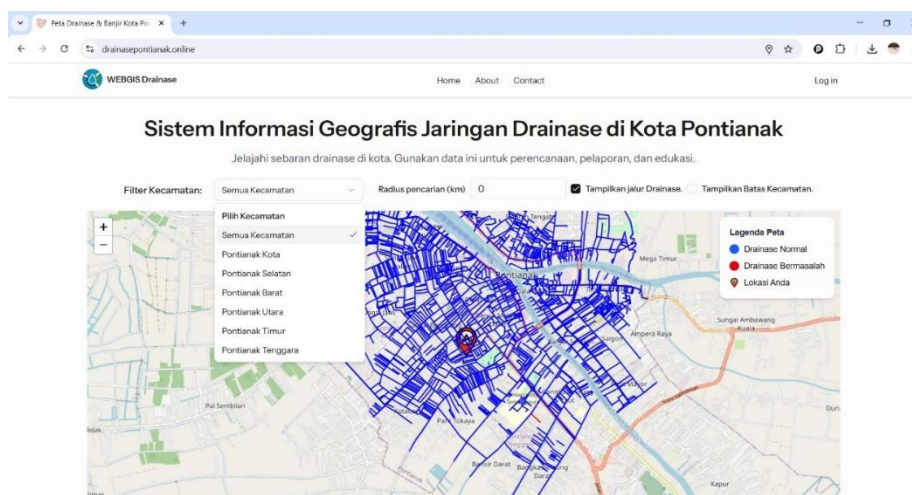 Peta Drainase & Banjir Kota Po
drainasepontianak.online
WEBGIS Drainase
Home About Contact
Log in
Sistem Informasi Geografis Jaringan Drainase di Kota Pontianak
Jelajahi sebaran drainase di kota. Gunakan data ini untuk perencanaan, pelaporan, dan edukasi.
Filter Kecamatan: Semua Kecamatan Radius pencarian (km) 0 Tampilkan jalur Drainase. Tampilkan Batas Kecamatan.
Pilih Kecamatan
Semua Kecamatan
Pontianak Kota
Pontianak Selatan
Pontianak Barat
Pontianak Utara
Pontianak Timur
Pontianak Tenggara
+
−
Lagenda Peta
Drainase Normal
Drainase Bermasalah
Lokasi Anda
Tengah
Mega Timur
Pontianak
Sungai Ambawang
Kuala
Ampera Raya
Saigon
Pal Sembilan
Parit Tokaya
Bansir Darat
Darat
Kapur